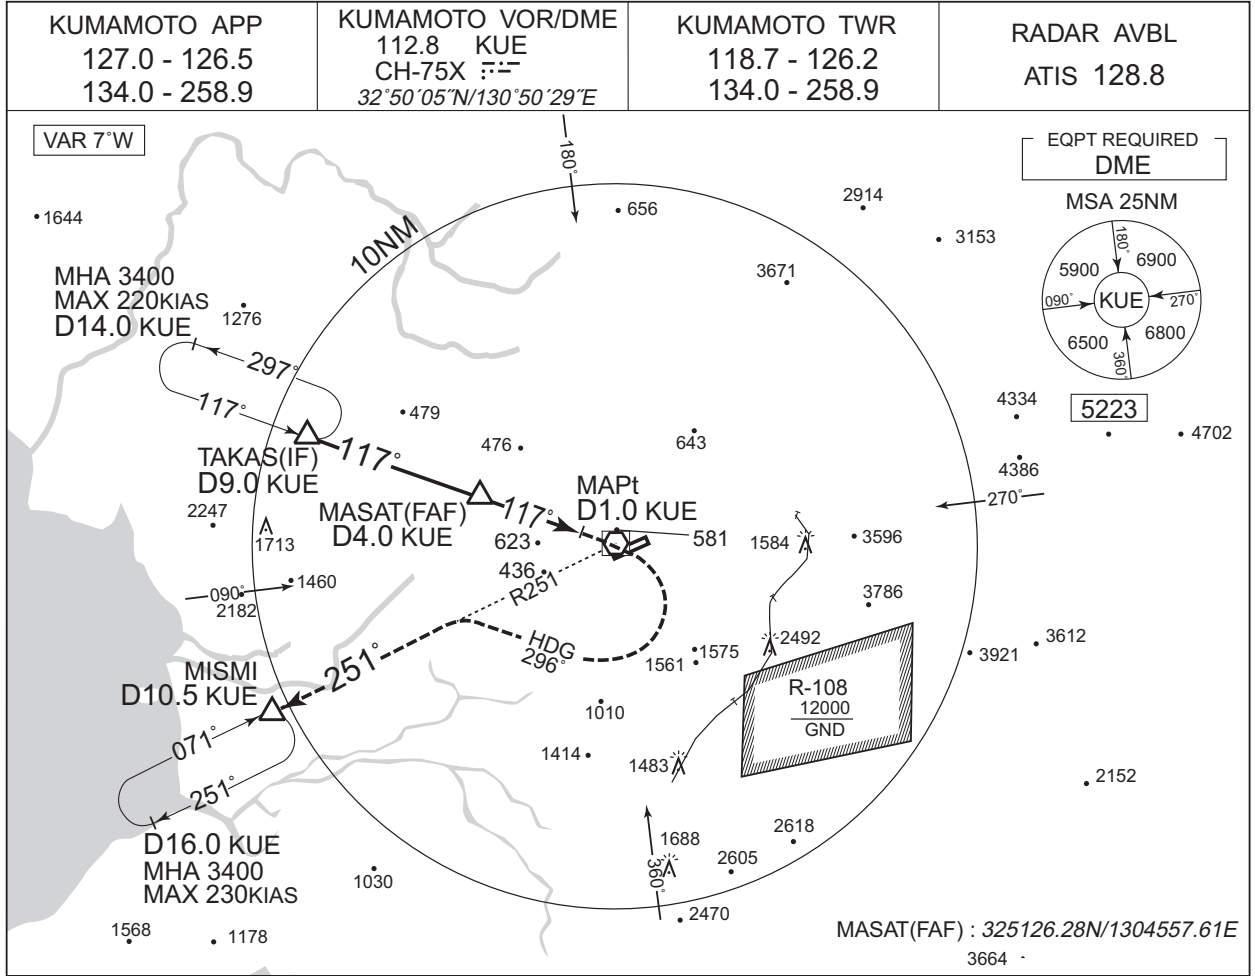 KUMAMOTO APP
127.0 - 126.5
134.0 - 258.9
KUMAMOTO VOR/DME
112.8 KUE
CH-75X
32°50´05˝N/130°50´29˝E
KUMAMOTO TWR
118.7 - 126.2
134.0 - 258.9
RADAR AVBL
ATIS 128.8
VAR 7°W
180°
EQPT REQUIRED
DME
MSA 25NM
180°
5900
6900
090°
KUE
270°
6500
6800
360°
5223
1644
656
2914
3153
10NM
3671
MHA 3400
MAX 220KIAS
D14.0 KUE
1276
297°
117°
479
476
643
4334
4702
4386
TAKAS(IF)
D9.0 KUE
117°
MASAT(FAF)
D4.0 KUE
117°
MAPt
D1.0 KUE
270°
2247
1713
623
581
1584
3596
436
R251
1460
090°
2182
3786
HDG
296°
2492
3612
1575
1561
3921
MISMI
D10.5 KUE
251°
R-108
12000
GND
1010
071°
1414
1483
251°
2152
D16.0 KUE
MHA 3400
MAX 230KIAS
1688
2618
2605
1030
360°
2470
1568
1178
MASAT(FAF) : 325126.28N/1304557.61E
3664